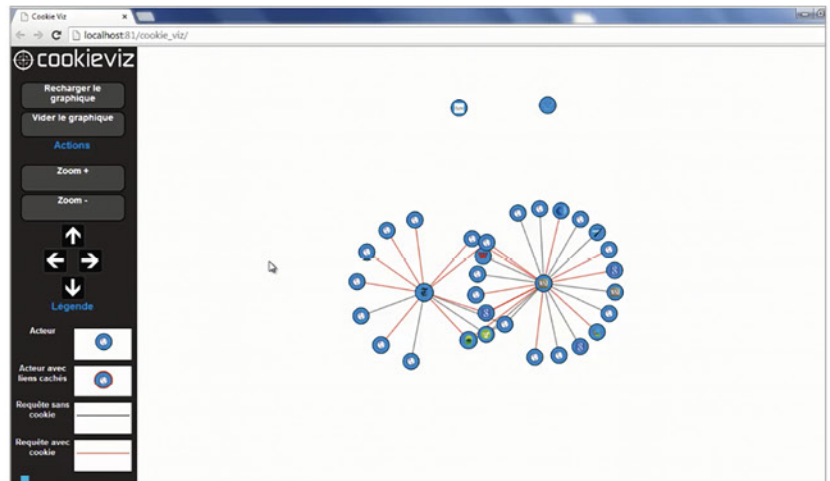 Cookie Viz
localhost:81/cookie_viz/
cookieviz
Recharger le
graphique
Vider le graphique
Actions
Zoom +
Zoom -
Légende
Acteur
Acteur avec
liens cachés
Requête sans
cookie
Requête avec
cookie